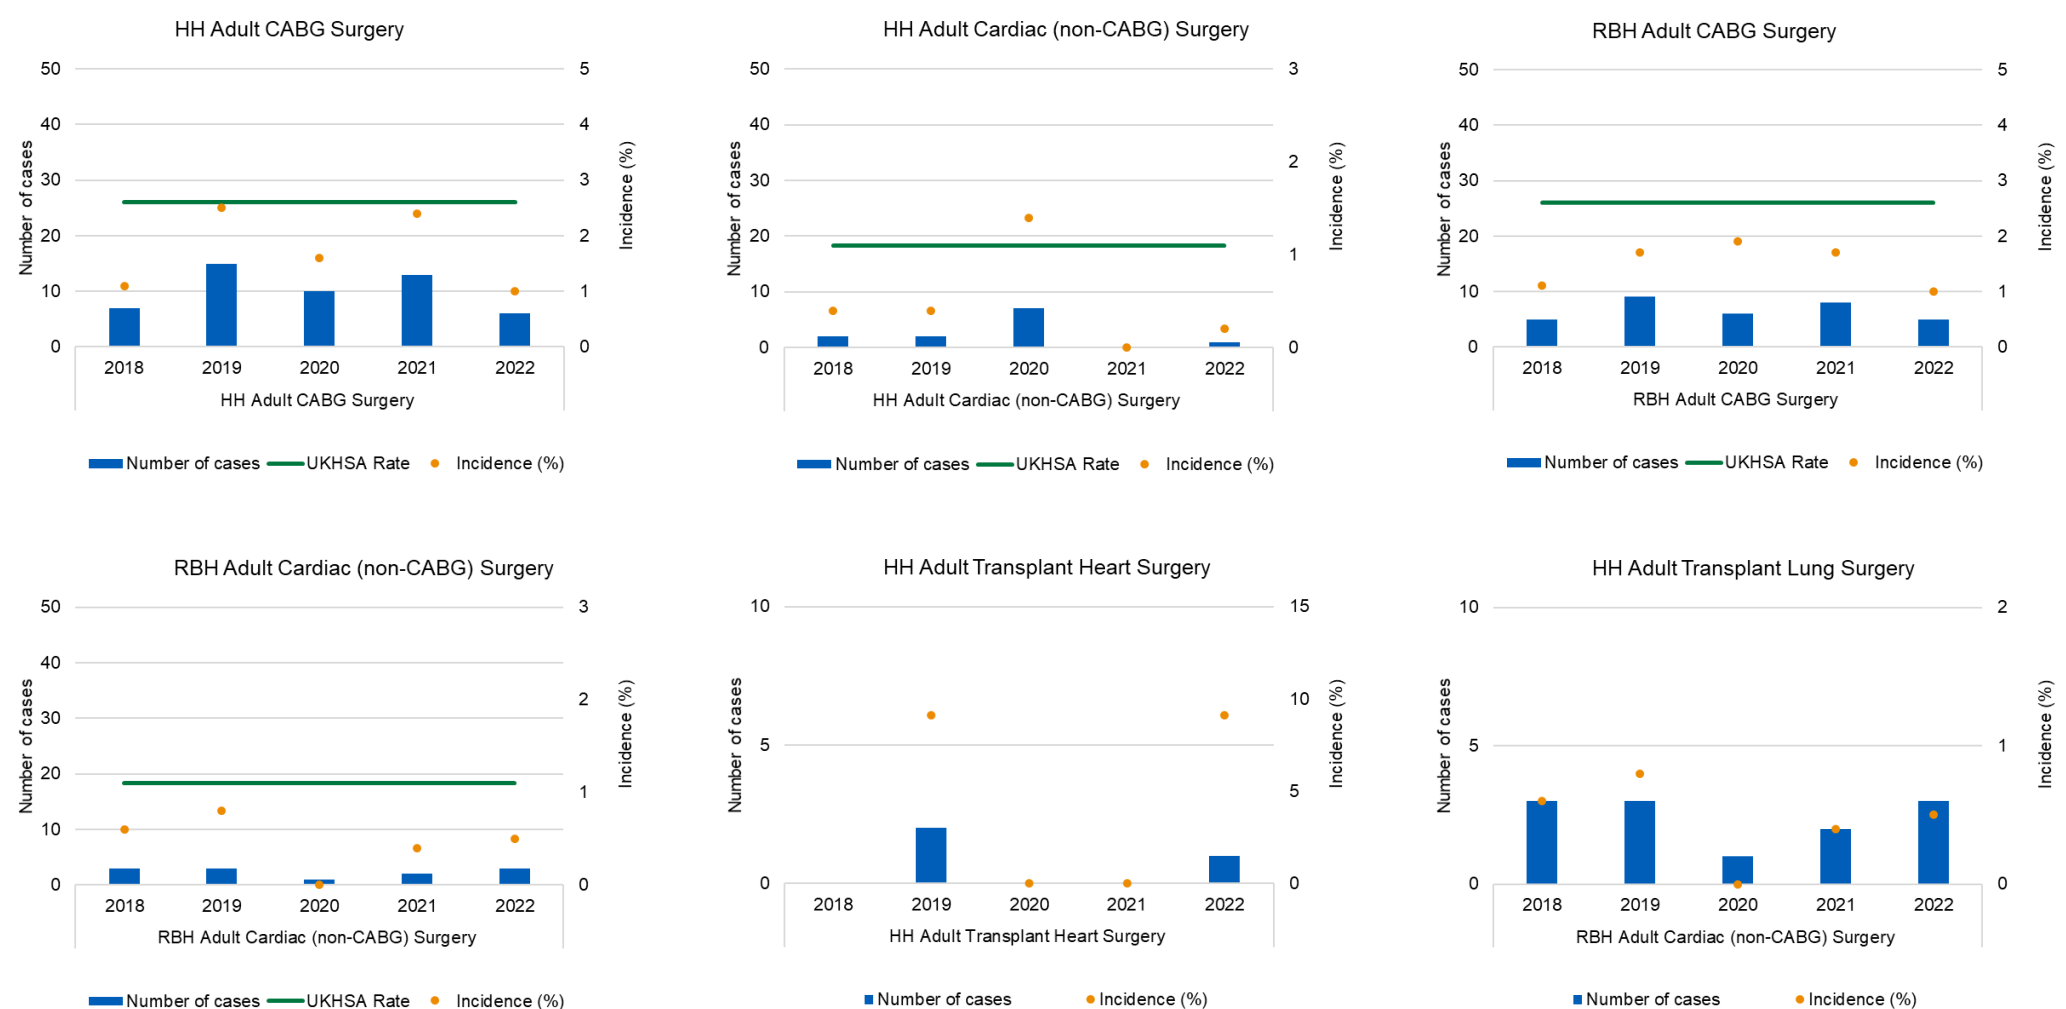 HH Adult CABG Surgery
50
40
30
20
10
0
5
4
3
2
1
0
Number of cases
Incidence (%)
2018 2019 2020 2021 2022
HH Adult CABG Surgery
Number of cases UKHSA Rate Incidence (%)
HH Adult Cardiac (non-CABG) Surgery
50
40
30
20
10
0
3
2
1
0
Number of cases
Incidence (%)
2018 2019 2020 2021 2022
HH Adult Cardiac (non-CABG) Surgery
Number of cases UKHSA Rate Incidence (%)
RBH Adult CABG Surgery
50
40
30
20
10
0
5
4
3
2
1
0
Number of cases
Incidence (%)
2018 2019 2020 2021 2022
RBH Adult CABG Surgery
Number of cases UKHSA Rate Incidence (%)
RBH Adult Cardiac (non-CABG) Surgery
50
40
30
20
10
0
3
2
1
0
Number of cases
Incidence (%)
2018 2019 2020 2021 2022
RBH Adult Cardiac (non-CABG) Surgery
Number of cases UKHSA Rate Incidence (%)
HH Adult Transplant Heart Surgery
10
5
0
15
10
5
0
Number of cases
Incidence (%)
2018 2019 2020 2021 2022
HH Adult Transplant Heart Surgery
Number of cases Incidence (%)
HH Adult Transplant Lung Surgery
10
5
0
2
1
0
Number of cases
Incidence (%)
2018 2019 2020 2021 2022
RBH Adult Cardiac (non-CABG) Surgery
Number of cases Incidence (%)